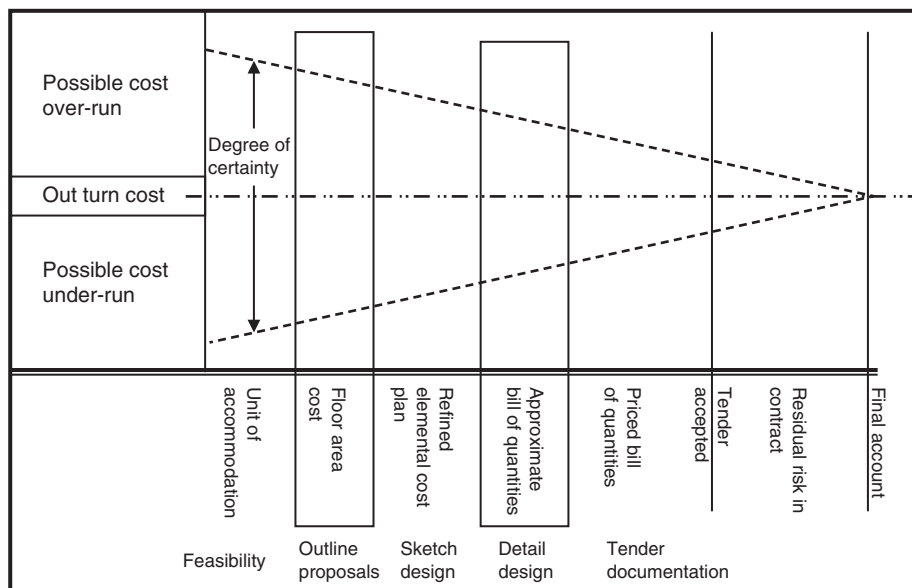 Possible cost
over-run
Degree of
certainty
Out turn cost
Possible cost
under-run
Unit of
accommodation
Floor area
cost
Refined
elemental cost
plan
Approximate
bill of quantities
Priced bill
of quantities
Tender
accepted
Residual risk in
contract
Final account
Feasibility
Outline
proposals
Sketch
design
Detail
design
Tender
documentation